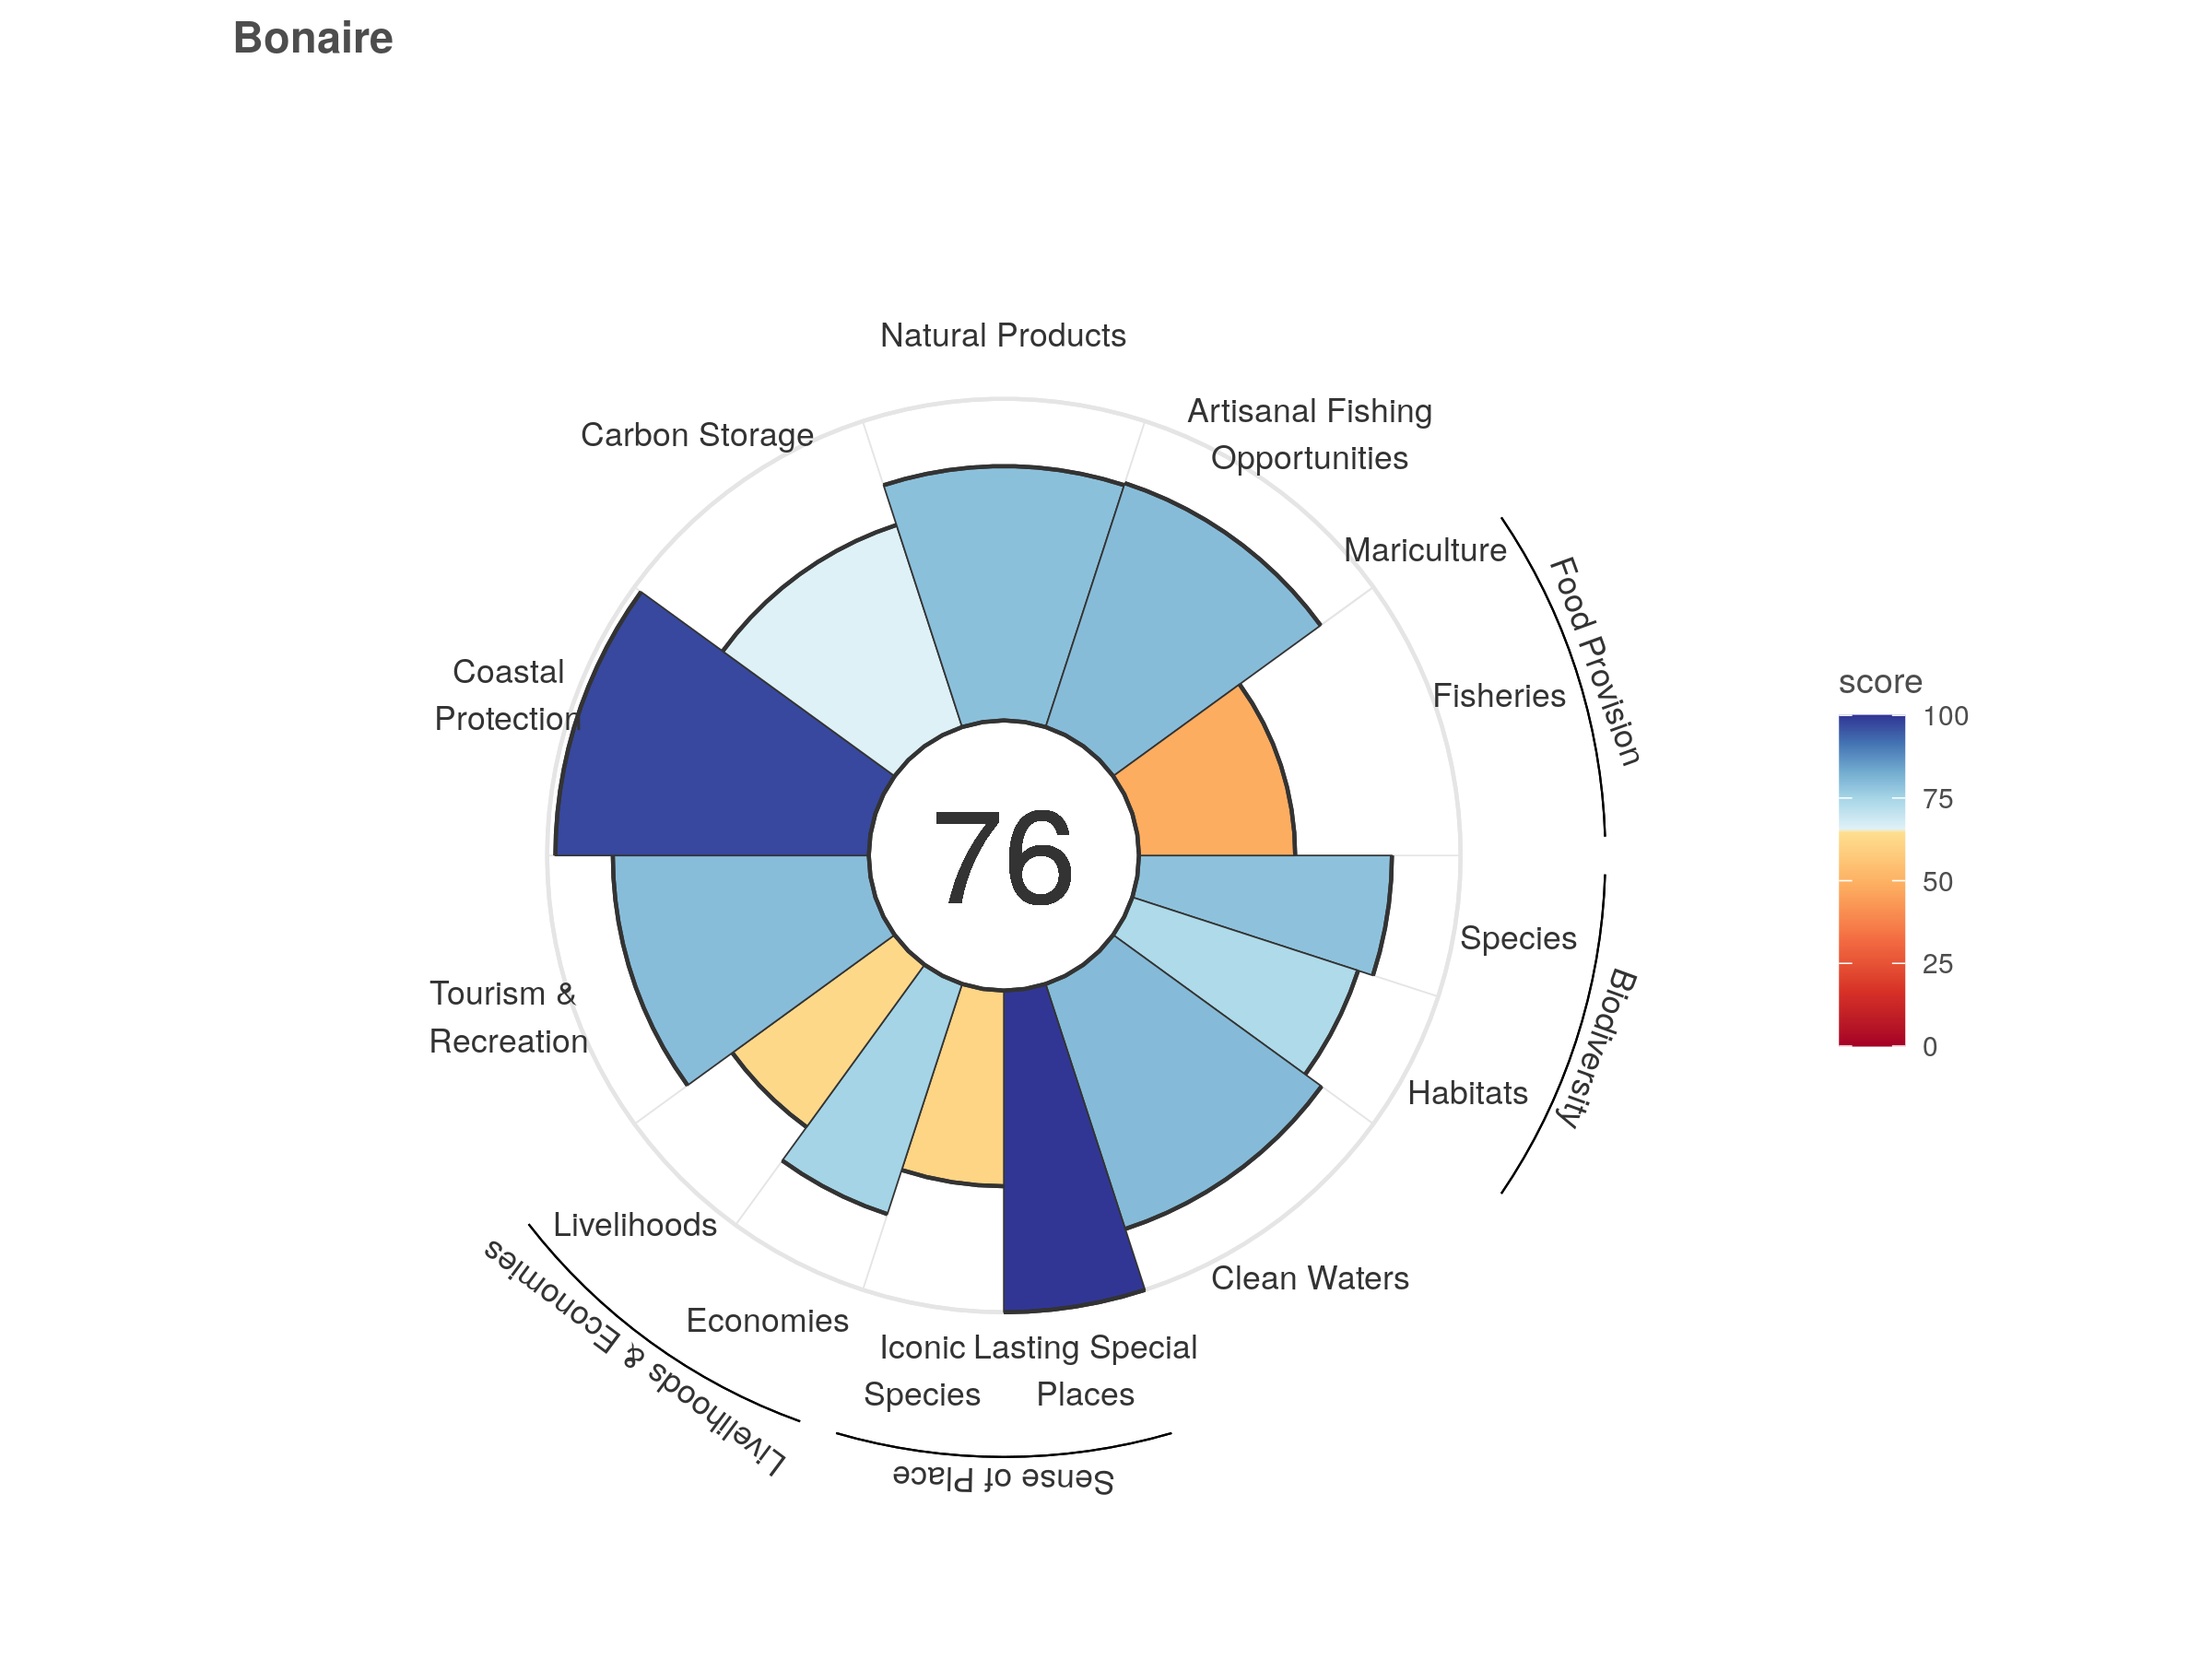 Bonaire
Natural Products
Artisanal Fishing
Opportunities
Carbon Storage
Mariculture
Food Provision
Fisheries
Coastal
Protection
score
100
75
50
25
0
76
Species
Biodiversity
Tourism &
Recreation
Habitats
Livelihoods
Clean Waters
Livelihoods & Economies
Economies
Iconic
Species
Lasting Special
Places
Sense of Place